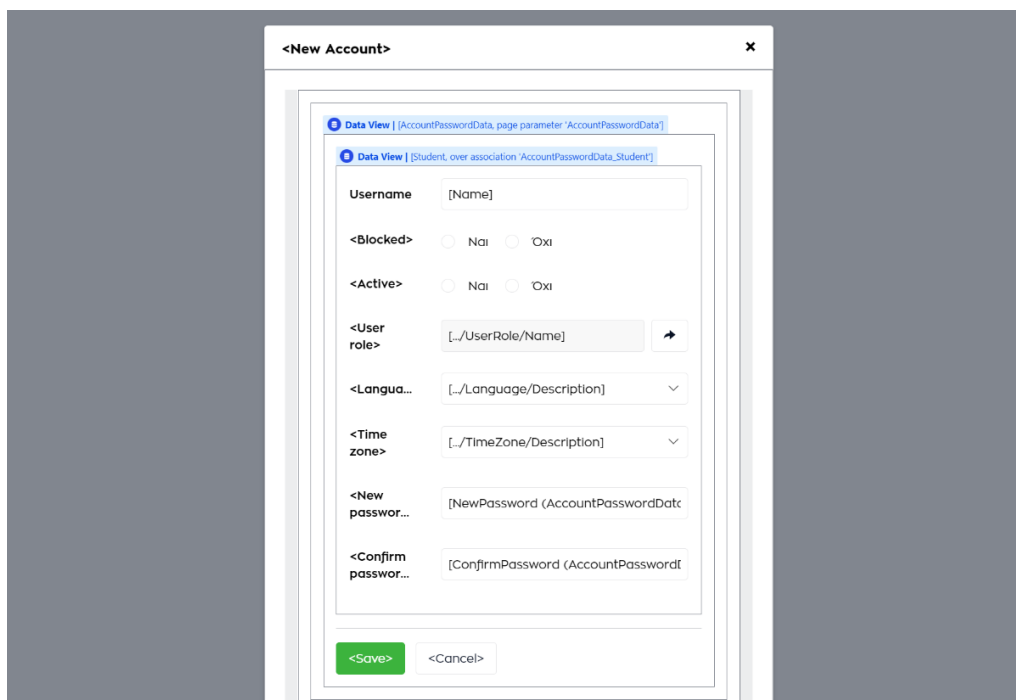 <New Account>
×
Data View | [AccountPasswordData, page parameter 'AccountPasswordData']
Data View | [Student, over association 'AccountPasswordData_Student']
Username [Name]
<Blocked> Ναι Όχι
<Active> Ναι Όχι
<User
role> [.../UserRole/Name]
<Langua... [.../Language/Description]
<Time
zone> [.../TimeZone/Description]
<New
passwor... [NewPassword (AccountPasswordData
<Confirm
passwor... [ConfirmPassword (AccountPasswordD
<Save> <Cancel>